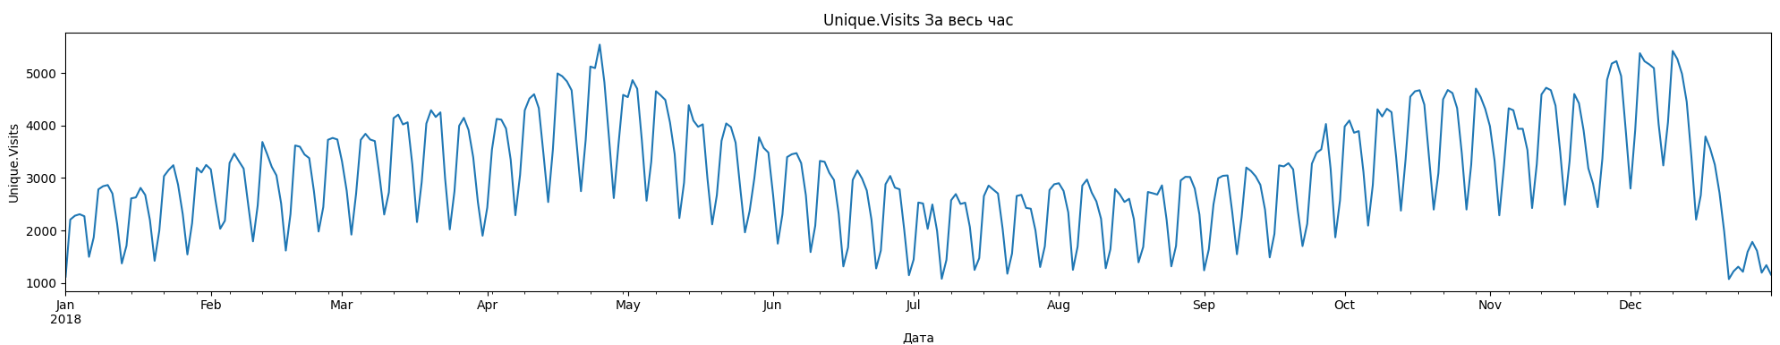 Unique.Visits За весь час
Unique.Visits
5000
4000
3000
2000
1000
Jan Feb Mar Apr May Jun Jul Aug Sep Oct Nov Dec
2018
Дата